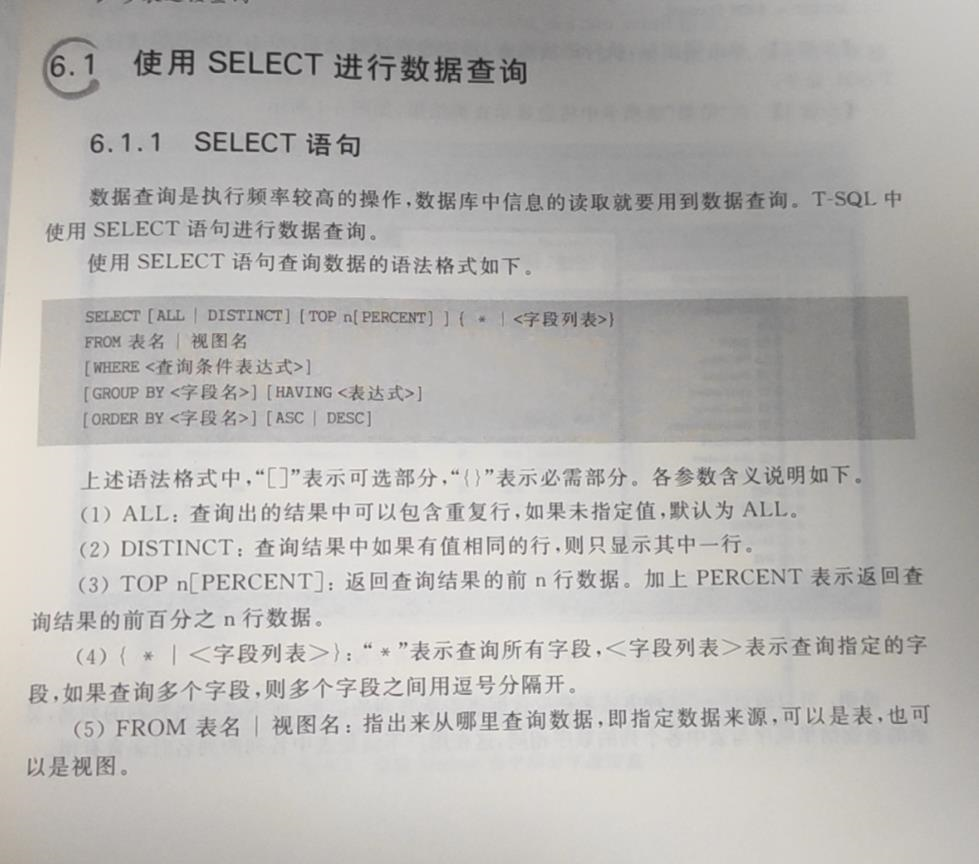 6.1 使用 SELECT 进行数据查询
6.1.1 SELECT 语句
数据查询是执行频率较高的操作,数据库中信息的读取就要用到数据查询。T-SQL 中
使用 SELECT 语句进行数据查询。
使用 SELECT 语句查询数据的语法格式如下。
SELECT [ALL | DISTINCT] [TOP n[PERCENT] ] { * | <字段列表>}
FROM 表名 | 视图名
[WHERE <查询条件表达式>]
[GROUP BY <字段名>] [HAVING <表达式>]
[ORDER BY <字段名>] [ASC | DESC]
上述语法格式中,“[]”表示可选部分,“{}”表示必需部分。各参数含义说明如下。
(1) ALL: 查询出的结果中可以包含重复行,如果未指定值,默认为 ALL。
(2) DISTINCT: 查询结果中如果有值相同的行,则只显示其中一行。
(3) TOP n[PERCENT]: 返回查询结果的前 n 行数据。加上 PERCENT 表示返回查
询结果的前百分之 n 行数据。
(4) { * | <字段列表>}: “*”表示查询所有字段,<字段列表>表示查询指定的字
段,如果查询多个字段,则多个字段之间用逗号分隔开。
(5) FROM 表名 | 视图名: 指出来从哪里查询数据,即指定数据来源,可以是表,也可
以是视图。